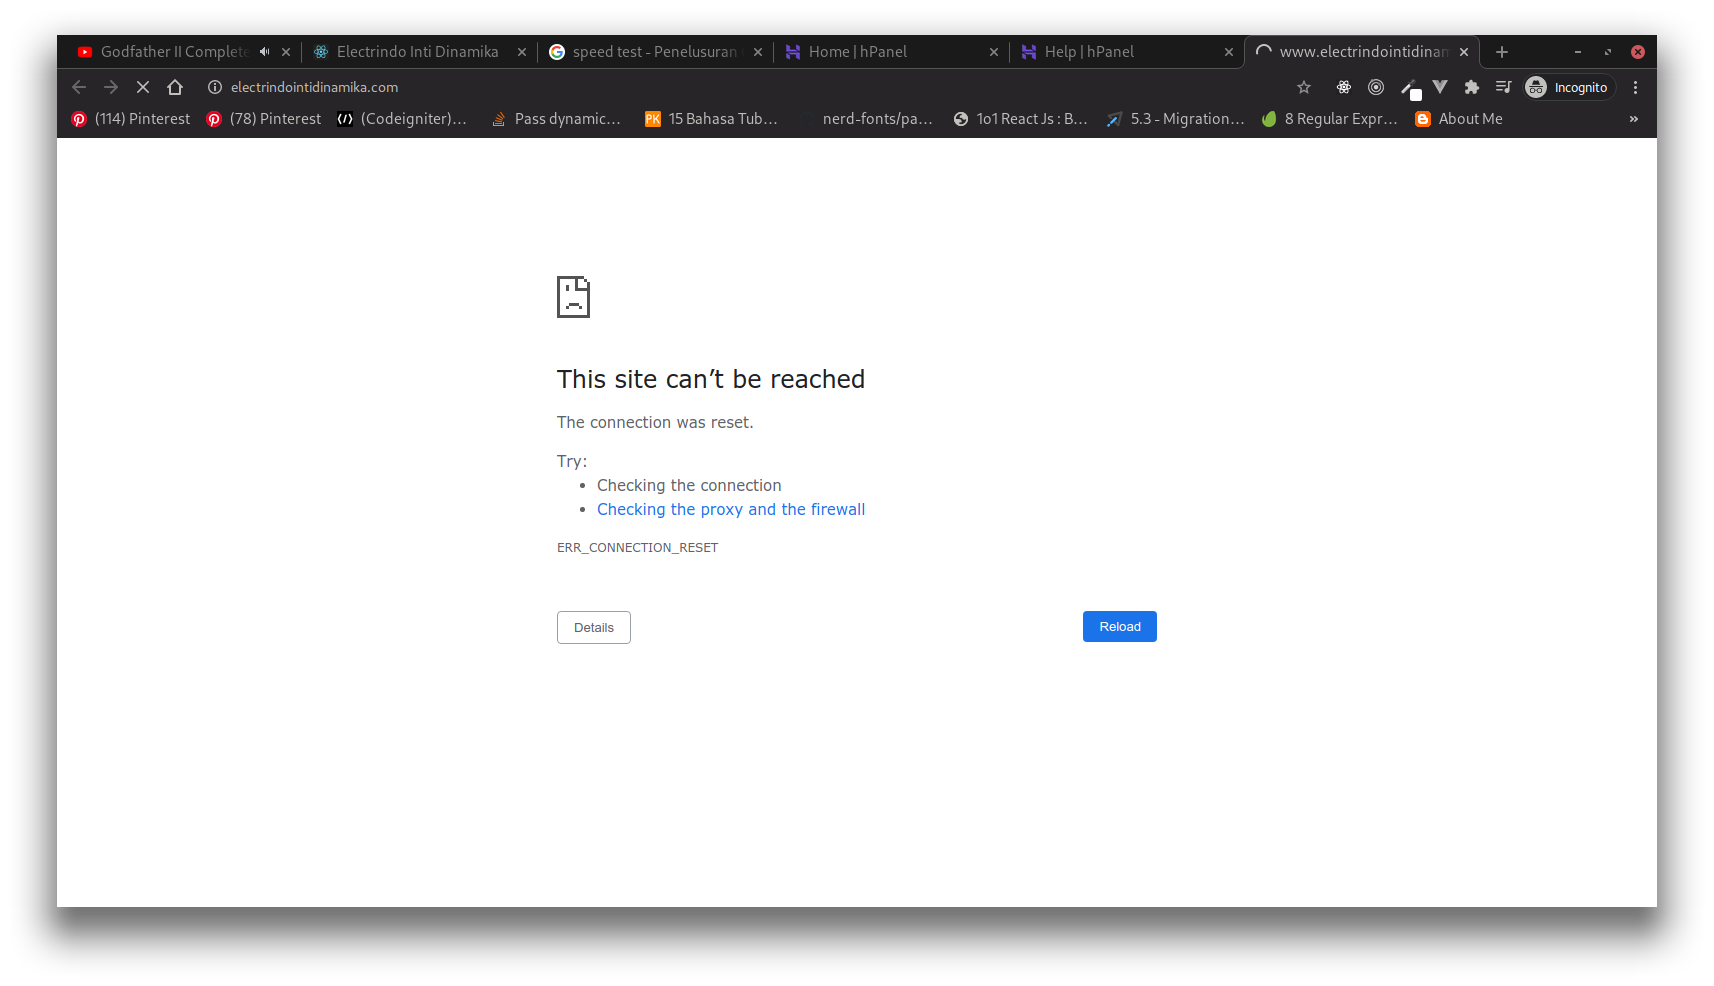 Godfather II Complete
Electrindo Inti Dinamika
speed test - Penelusuran
Home | hPanel
Help | hPanel
www.electrindointidinam
electrindointidinamika.com
Incognito
(114) Pinterest
(78) Pinterest
(Codeigniter)...
Pass dynamic...
PK
15 Bahasa Tub...
nerd-fonts/pa...
1o1 React Js : B...
5.3 - Migration...
8 Regular Expr...
About Me
»
This site can’t be reached
The connection was reset.
Try:
• Checking the connection
• Checking the proxy and the firewall
ERR_CONNECTION_RESET
Details
Reload